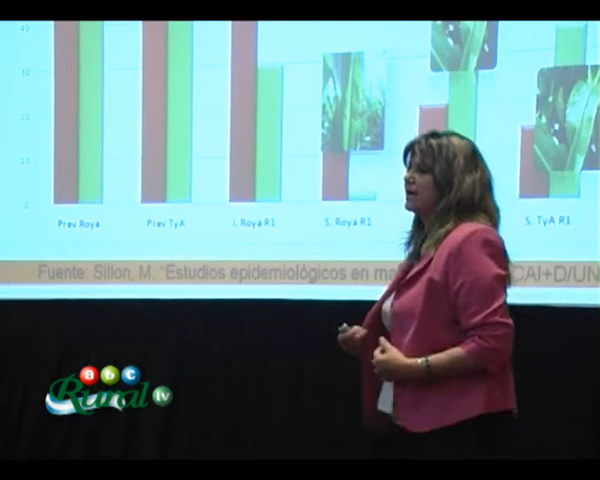 40
30
20
10
0
Prev Roya Prev TyA I. Roya R1 S. Roya R1 S. TyA R1
Fuente: Sillon, M. "Estudios epidemiológicos en ma CAI+D/UN
abc
Rural tv